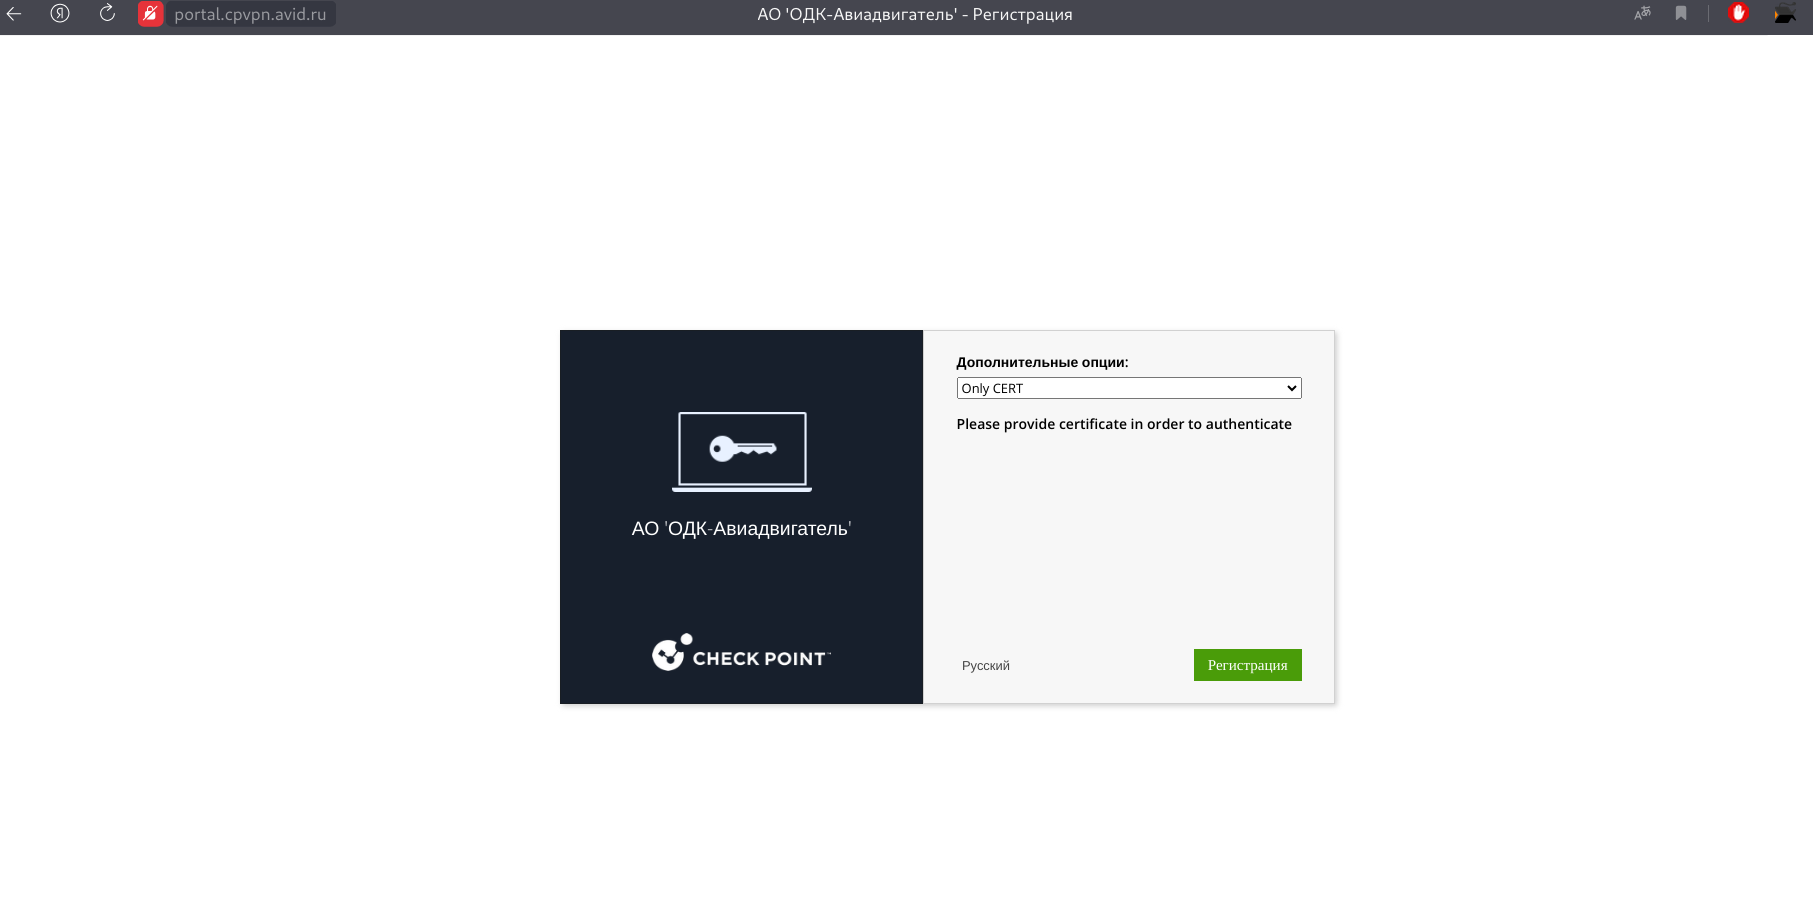 portal.cpvpn.avid.ru
АО 'ОДК-Авиадвигатель' - Регистрация
АО 'ОДК-Авиадвигатель'
CHECK POINT™
Дополнительные опции:
Only CERT
Please provide certificate in order to authenticate
Русский
Регистрация